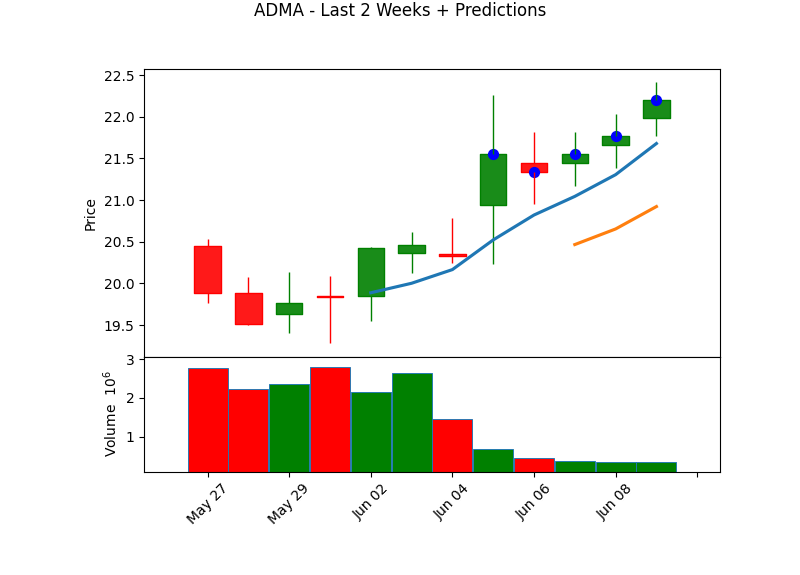 ADMA - Last 2 Weeks + Predictions
22.5
22.0
21.5
21.0
20.5
20.0
19.5
Price
3
2
1
Volume 10^6
May 27
May 29
Jun 02
Jun 04
Jun 06
Jun 08